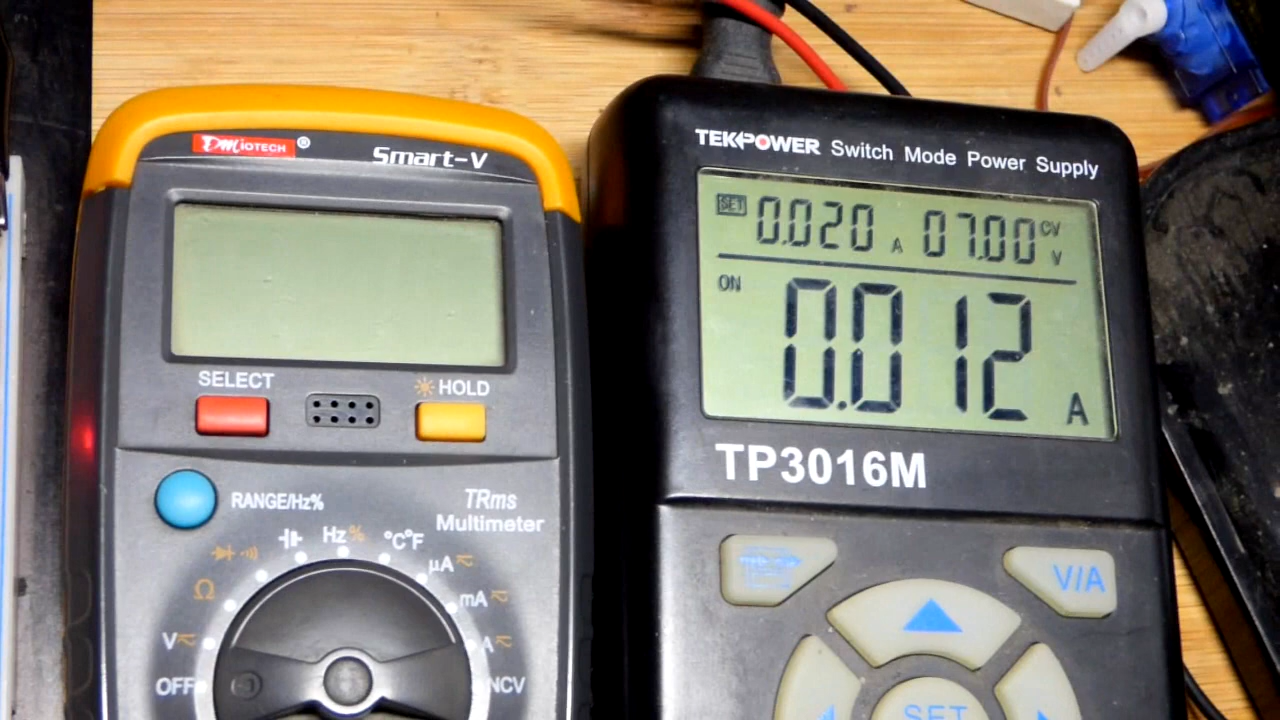 DMiOTECH®
Smart-V
SELECT
HOLD
RANGE/Hz%
TRms
Multimeter
Hz%
°C°F
µA
mA
A
NCV
Ω
V
OFF
TEKPOWER Switch Mode Power Supply
SET 0.020 A 07.00 CV V
ON
0.012 A
TP3016M
V/A
SET